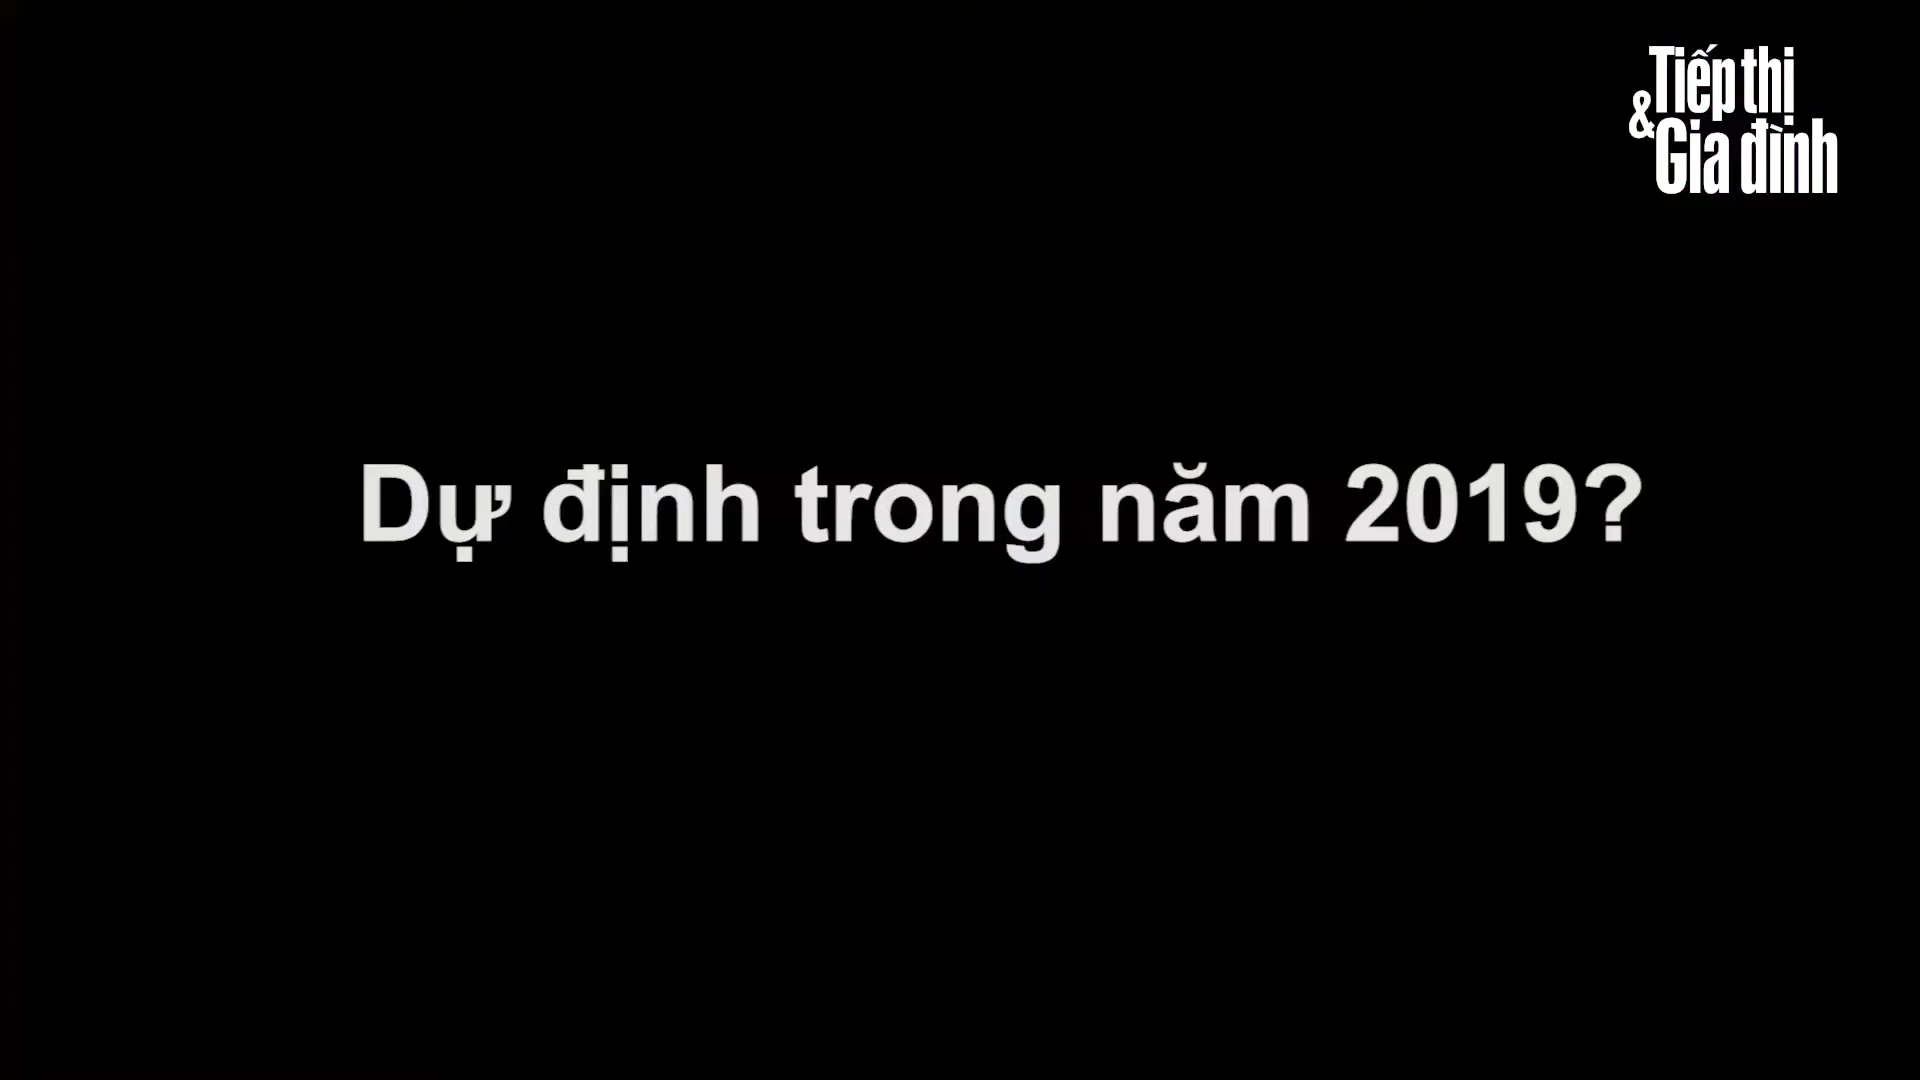 Tiếp thị
& Gia đình
Dự định trong năm 2019?